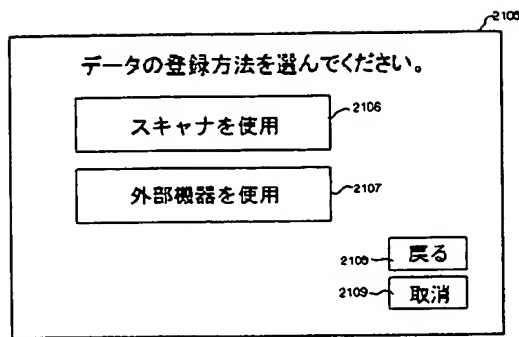 2105
データの登録方法を選んでください。
スキャナを使用
2106
外部機器を使用
2107
2108
戻る
2109
取消